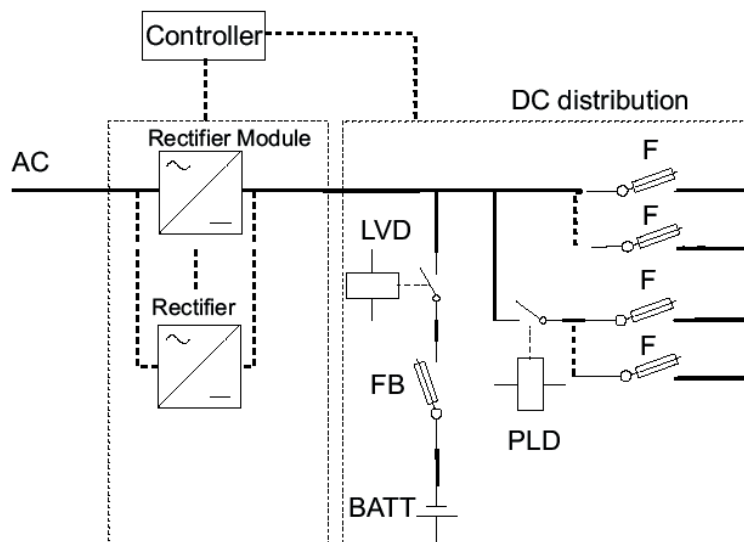 Controller
DC distribution
Rectifier Module
AC
F
F
LVD
Rectifier
F
F
FB
PLD
BATT